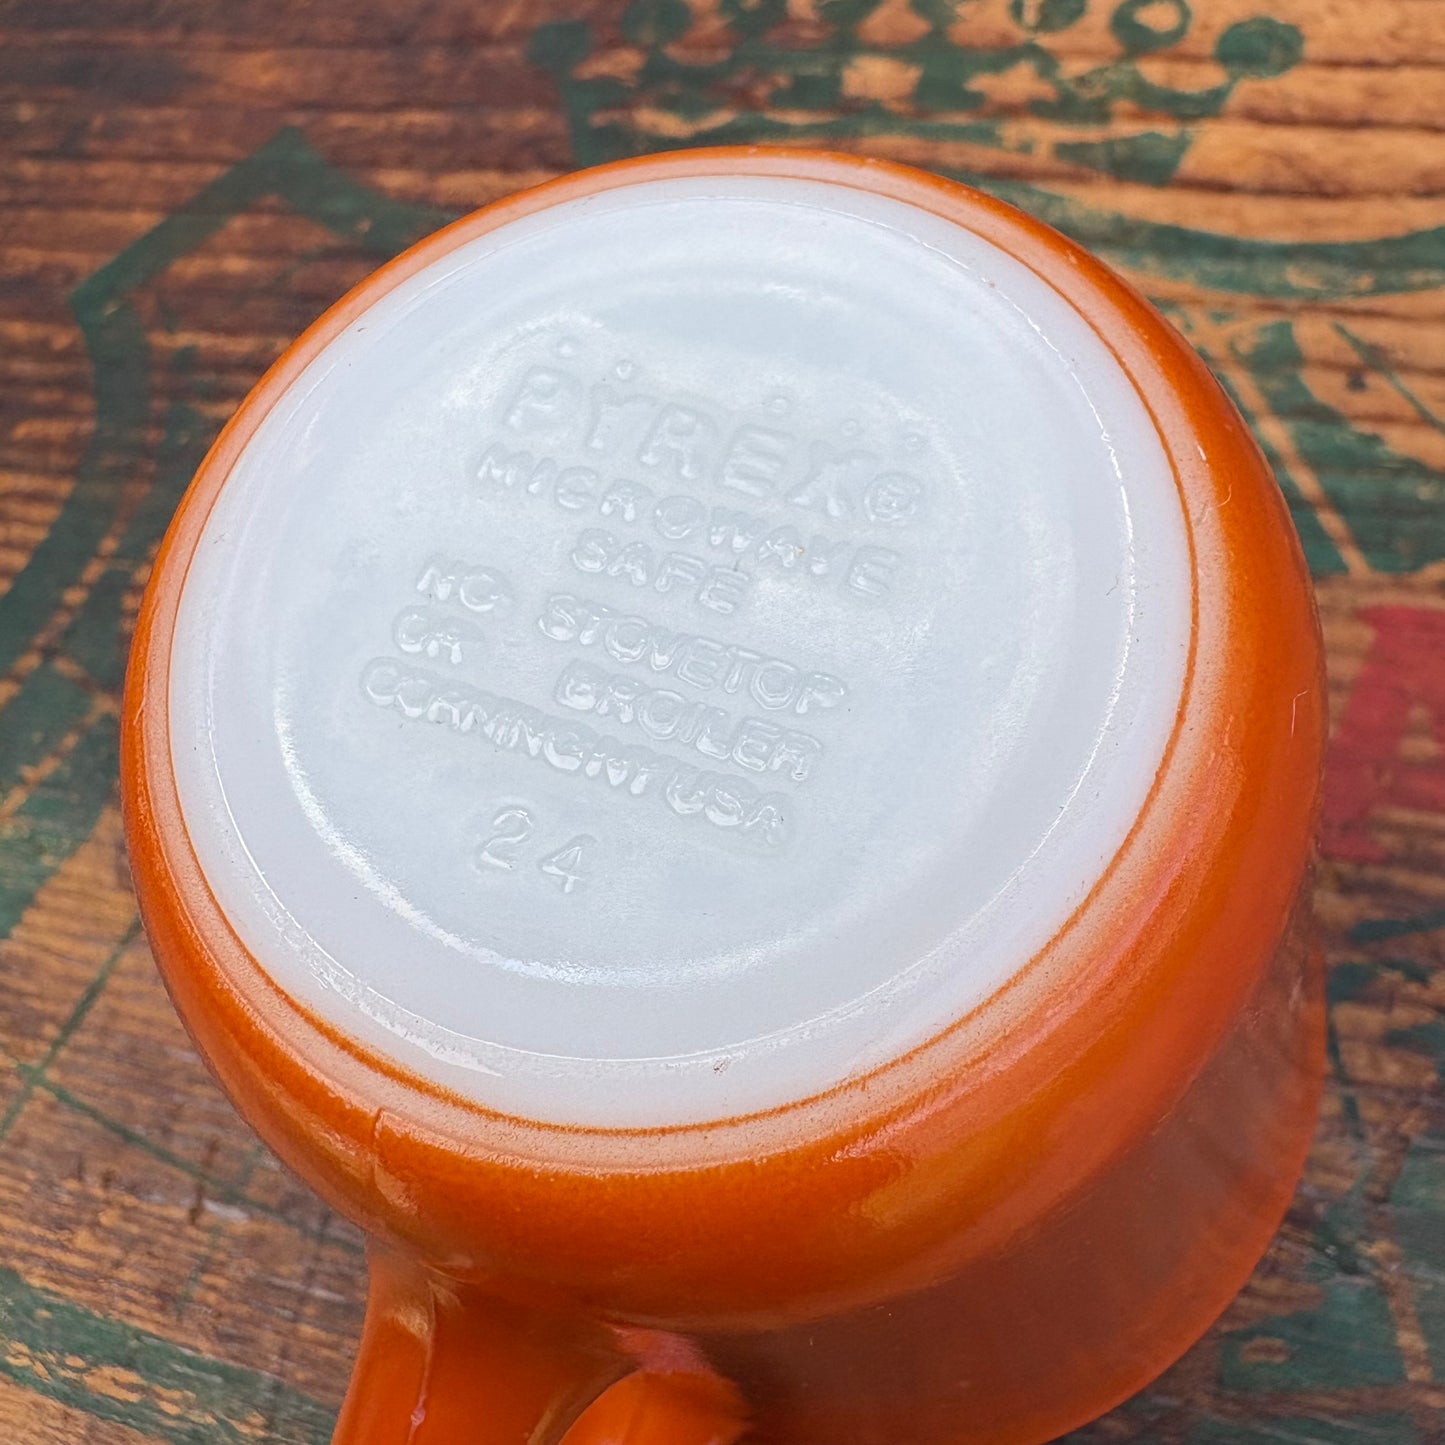 PYREX®
MICROWAVE
SAFE
NO STOVETOP
OR BROILER
CORNING NY USA
24